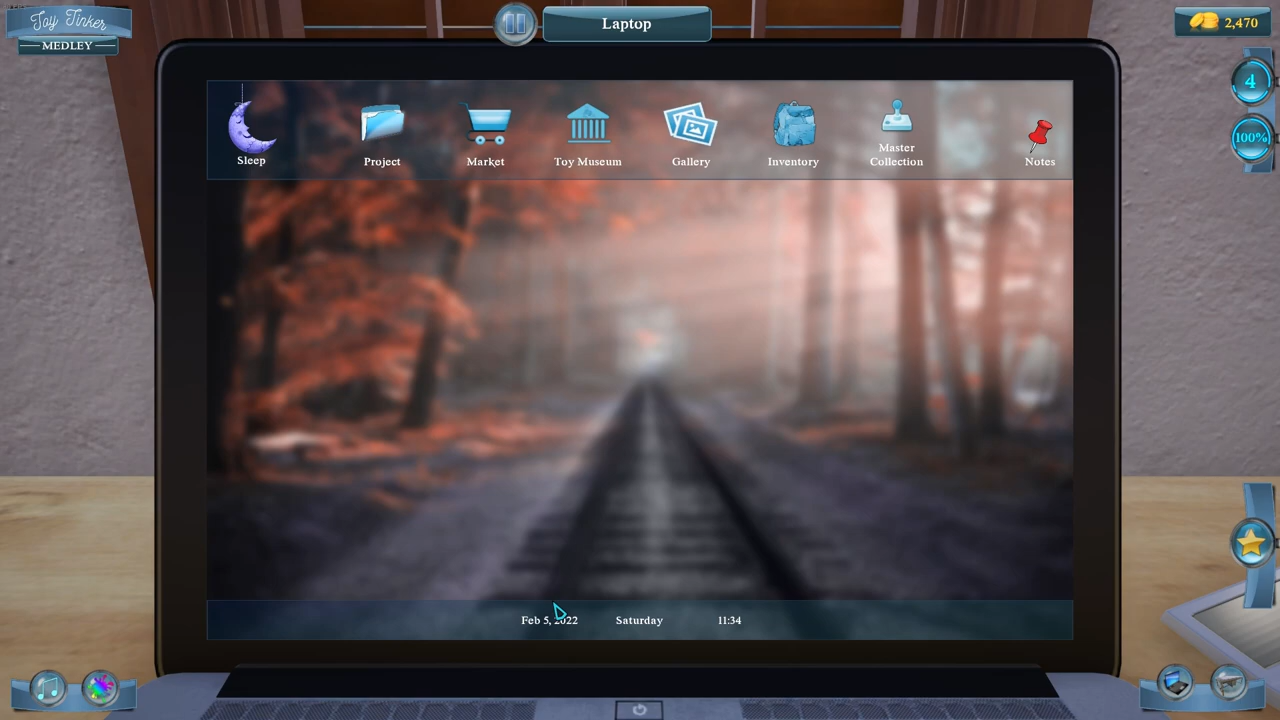 Toy Tinker
MEDLEY
Laptop
2,470
4
100%
Sleep
Project
Market
Toy Museum
Gallery
Inventory
Master
Collection
Notes
Feb 5, 2022
Saturday
11:34